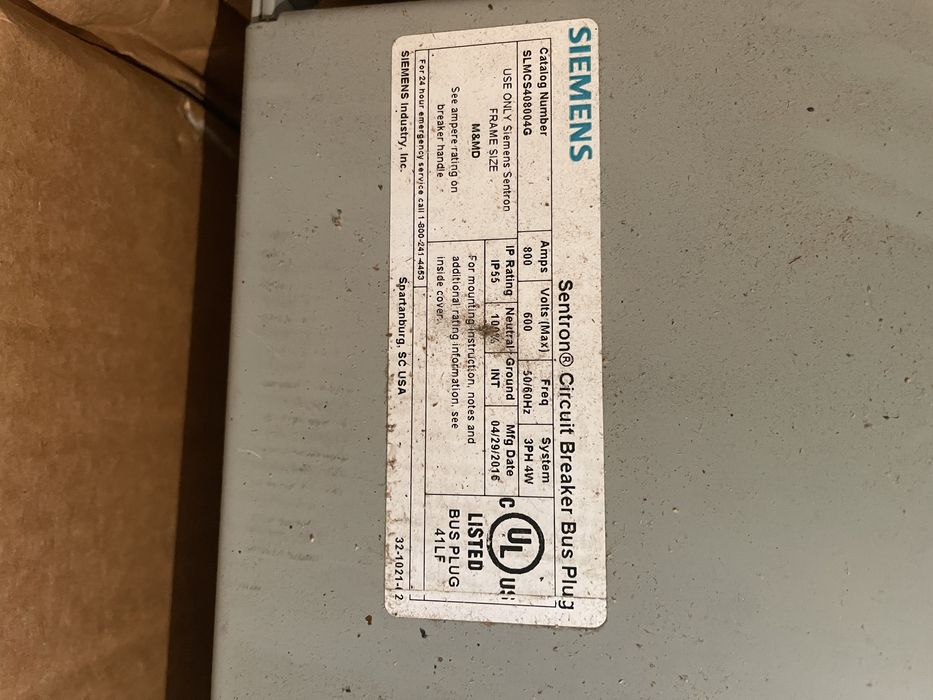 SIEMENS
Sentron® Circuit Breaker Bus Plug
Catalog Number
SLMCS408004G
Amps
800
Volts (Max)
600
Freq
50/60Hz
System
3PH 4W
USE ONLY Siemens Sentron
FRAME SIZE
M&MD
See ampere rating on
breaker handle
IP Rating
IP55
Neutral
100%
Ground
INT
Mfg Date
04/29/2016
For mounting instruction, notes and
additional rating information, see
inside cover.
C UL US
LISTED
BUS PLUG
41LF
For 24 hour emergency service call 1-800-241-4453
SIEMENS Industry, Inc.
Spartanburg, SC USA